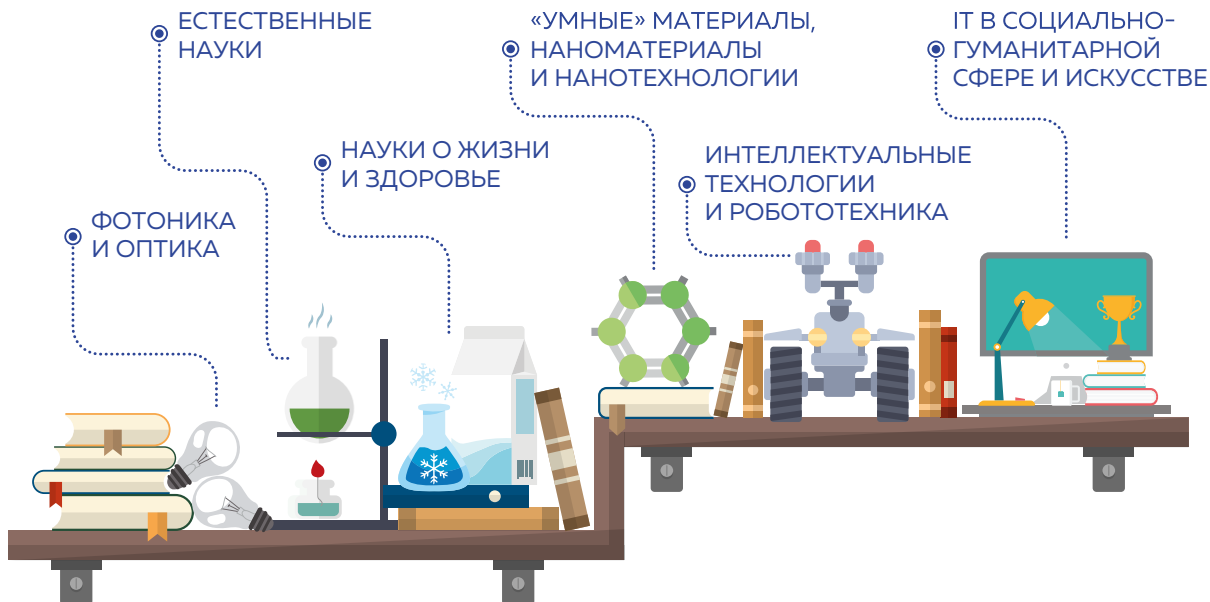 ЕСТЕСТВЕННЫЕ
НАУКИ
«УМНЫЕ» МАТЕРИАЛЫ,
НАНОМАТЕРИАЛЫ
И НАНОТЕХНОЛОГИИ
IT В СОЦИАЛЬНО-
ГУМАНИТАРНОЙ
СФЕРЕ И ИСКУССТВЕ
НАУКИ О ЖИЗНИ
И ЗДОРОВЬЕ
ИНТЕЛЛЕКТУАЛЬНЫЕ
ТЕХНОЛОГИИ
И РОБОТОТЕХНИКА
ФОТОНИКА
И ОПТИКА